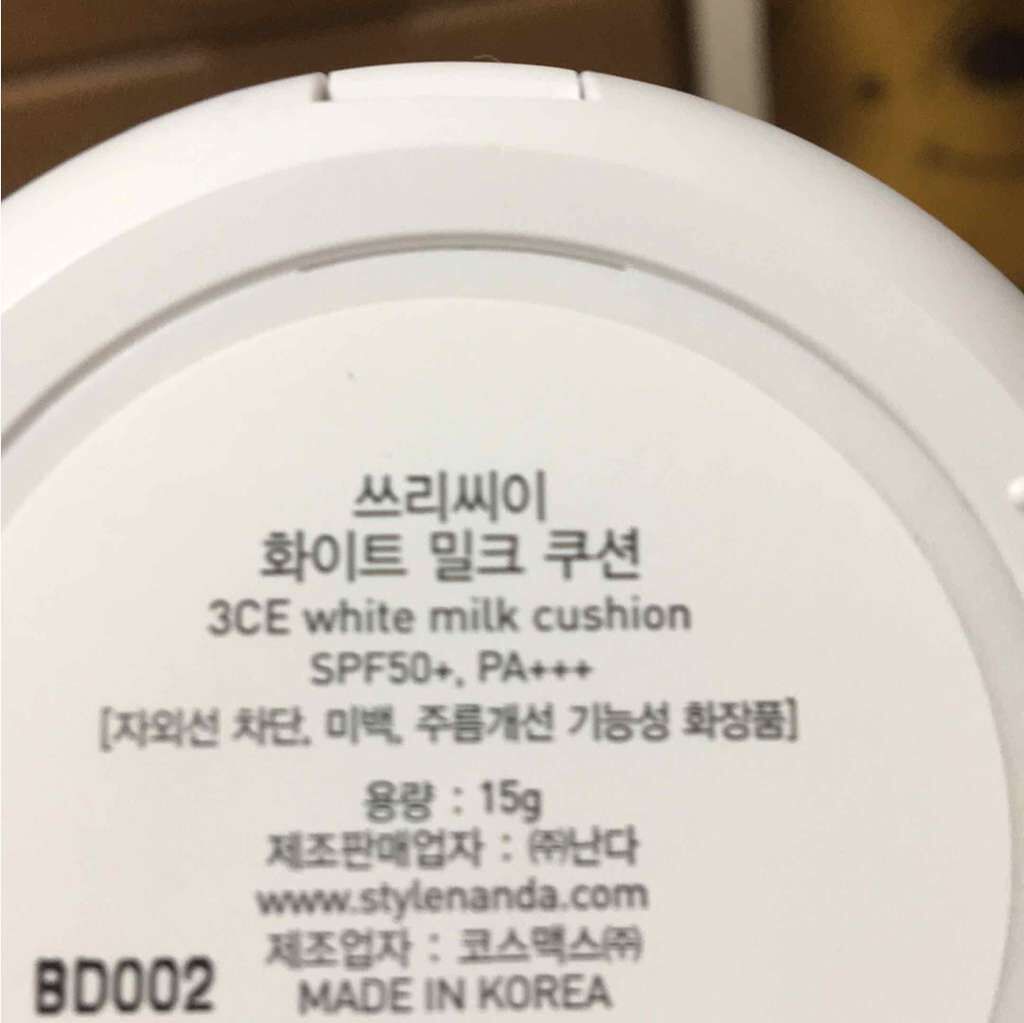 쓰리씨이
화이트 밀크 쿠션
3CE white milk cushion
SPF50+, PA+++
[자외선 차단, 미백, 주름개선 기능성 화장품]
용량 : 15g
제조판매업자 : ㈜난다
www.stylenanda.com
제조업자 : 코스맥스㈜
BD002
MADE IN KOREA